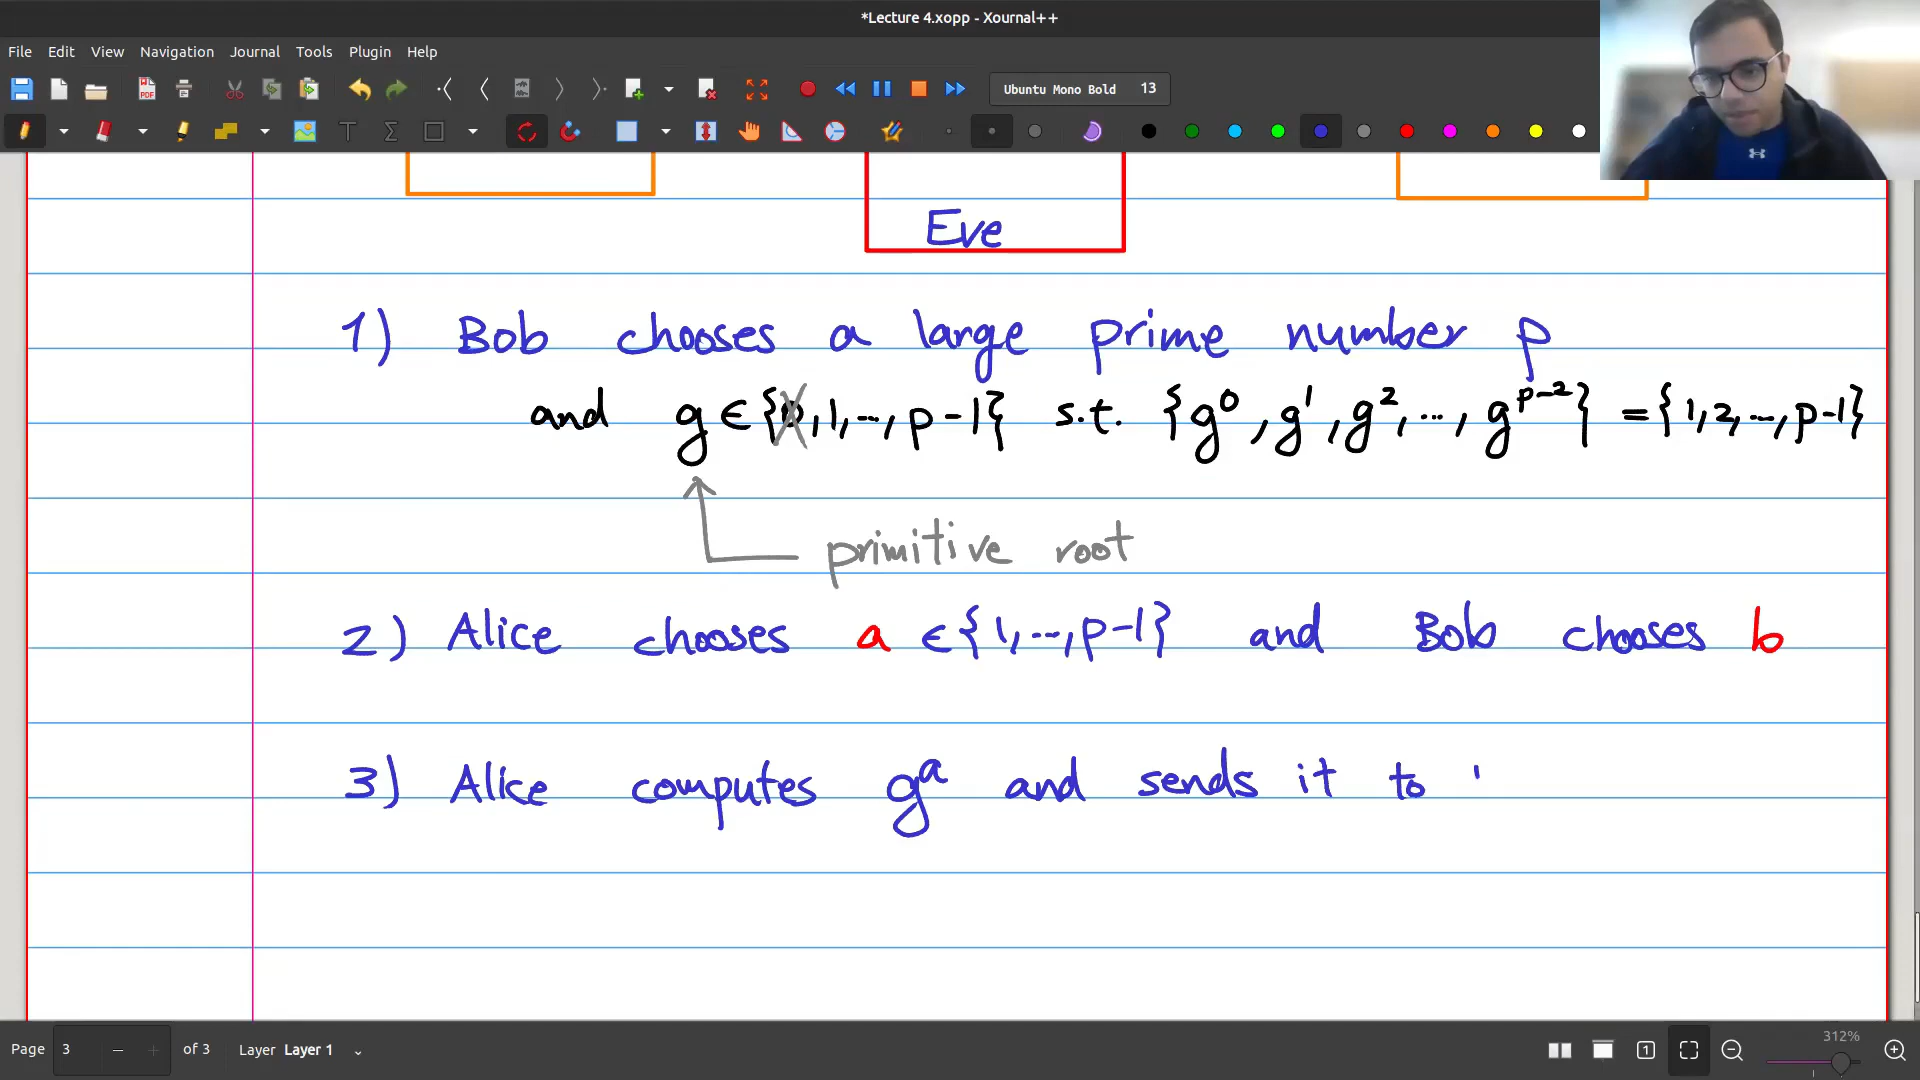 *Lecture 4.xopp - Xournal++
File Edit View Navigation Journal Tools Plugin Help
PDF
Ubuntu Mono Bold 13
Eve
1) Bob chooses a large prime number p
and g ∈ {0, 1, .., p-1} s.t. {g⁰, g¹, g², ..., g^{p-2}} = {1, 2, .., p-1}
primitive root
2) Alice chooses a ∈ {1, .., p-1} and Bob chooses b
3) Alice computes g^a and sends it to
Page 3 of 3 Layer Layer 1
312%